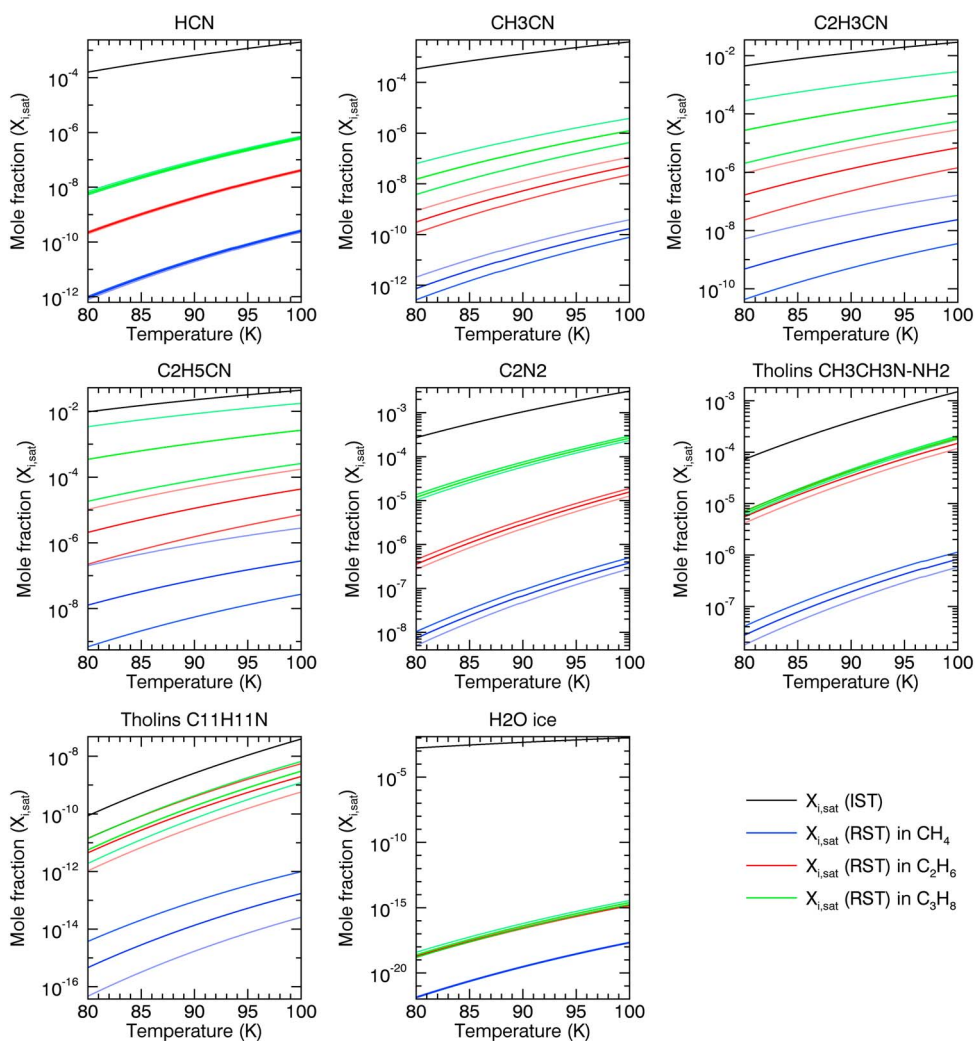 HCN
Mole fraction (X_i,sat)
10^-4
10^-6
10^-8
10^-10
10^-12
80 85 90 95 100
Temperature (K)
CH3CN
Mole fraction (X_i,sat)
10^-4
10^-6
10^-8
10^-10
10^-12
80 85 90 95 100
Temperature (K)
C2H3CN
Mole fraction (X_i,sat)
10^-2
10^-4
10^-6
10^-8
10^-10
80 85 90 95 100
Temperature (K)
C2H5CN
Mole fraction (X_i,sat)
10^-2
10^-4
10^-6
10^-8
80 85 90 95 100
Temperature (K)
C2N2
Mole fraction (X_i,sat)
10^-3
10^-4
10^-5
10^-6
10^-7
10^-8
80 85 90 95 100
Temperature (K)
Tholins CH3CH3N-NH2
Mole fraction (X_i,sat)
10^-3
10^-4
10^-5
10^-6
10^-7
80 85 90 95 100
Temperature (K)
Tholins C11H11N
Mole fraction (X_i,sat)
10^-8
10^-10
10^-12
10^-14
10^-16
80 85 90 95 100
Temperature (K)
H2O ice
Mole fraction (X_i,sat)
10^-5
10^-10
10^-15
10^-20
80 85 90 95 100
Temperature (K)
X_i,sat (IST)
X_i,sat (RST) in CH₄
X_i,sat (RST) in C₂H₆
X_i,sat (RST) in C₃H₈